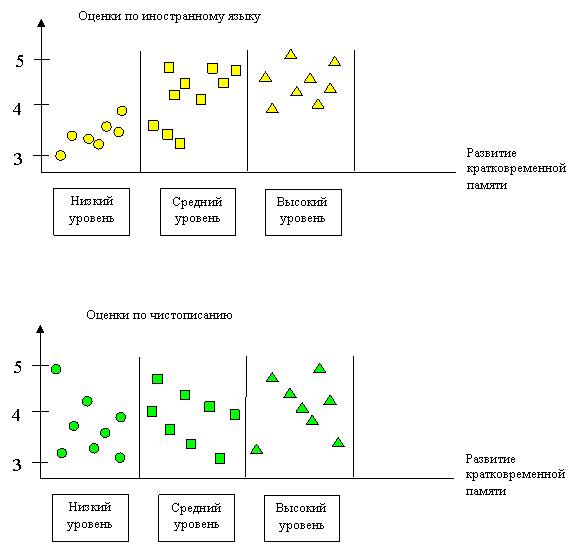 Оценки по иностранному языку
5
4
3
Развитие
кратковременной
памяти
Низкий
уровень
Средний
уровень
Высокий
уровень
Оценки по чистописанию
5
4
3
Развитие
кратковременной
памяти
Низкий
уровень
Средний
уровень
Высокий
уровень